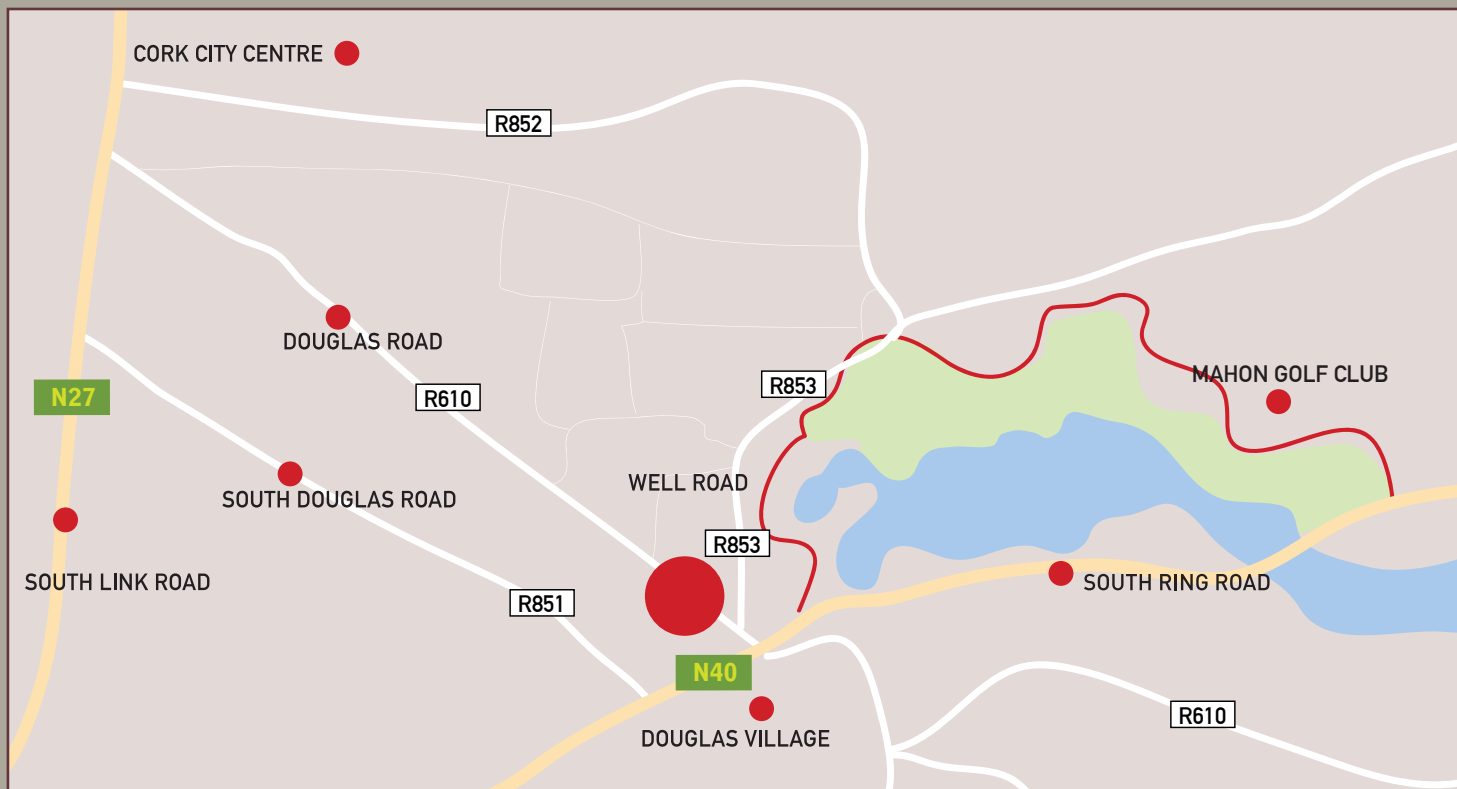 CORK CITY CENTRE
R852
DOUGLAS ROAD
R610
N27
R853
MAHON GOLF CLUB
SOUTH DOUGLAS ROAD
WELL ROAD
R853
SOUTH LINK ROAD
R851
SOUTH RING ROAD
N40
DOUGLAS VILLAGE
R610